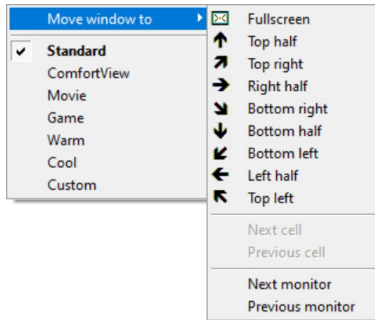 Move window to
Standard
ComfortView
Movie
Game
Warm
Cool
Custom
Fullscreen
Top half
Top right
Right half
Bottom right
Bottom half
Bottom left
Left half
Top left
Next cell
Previous cell
Next monitor
Previous monitor